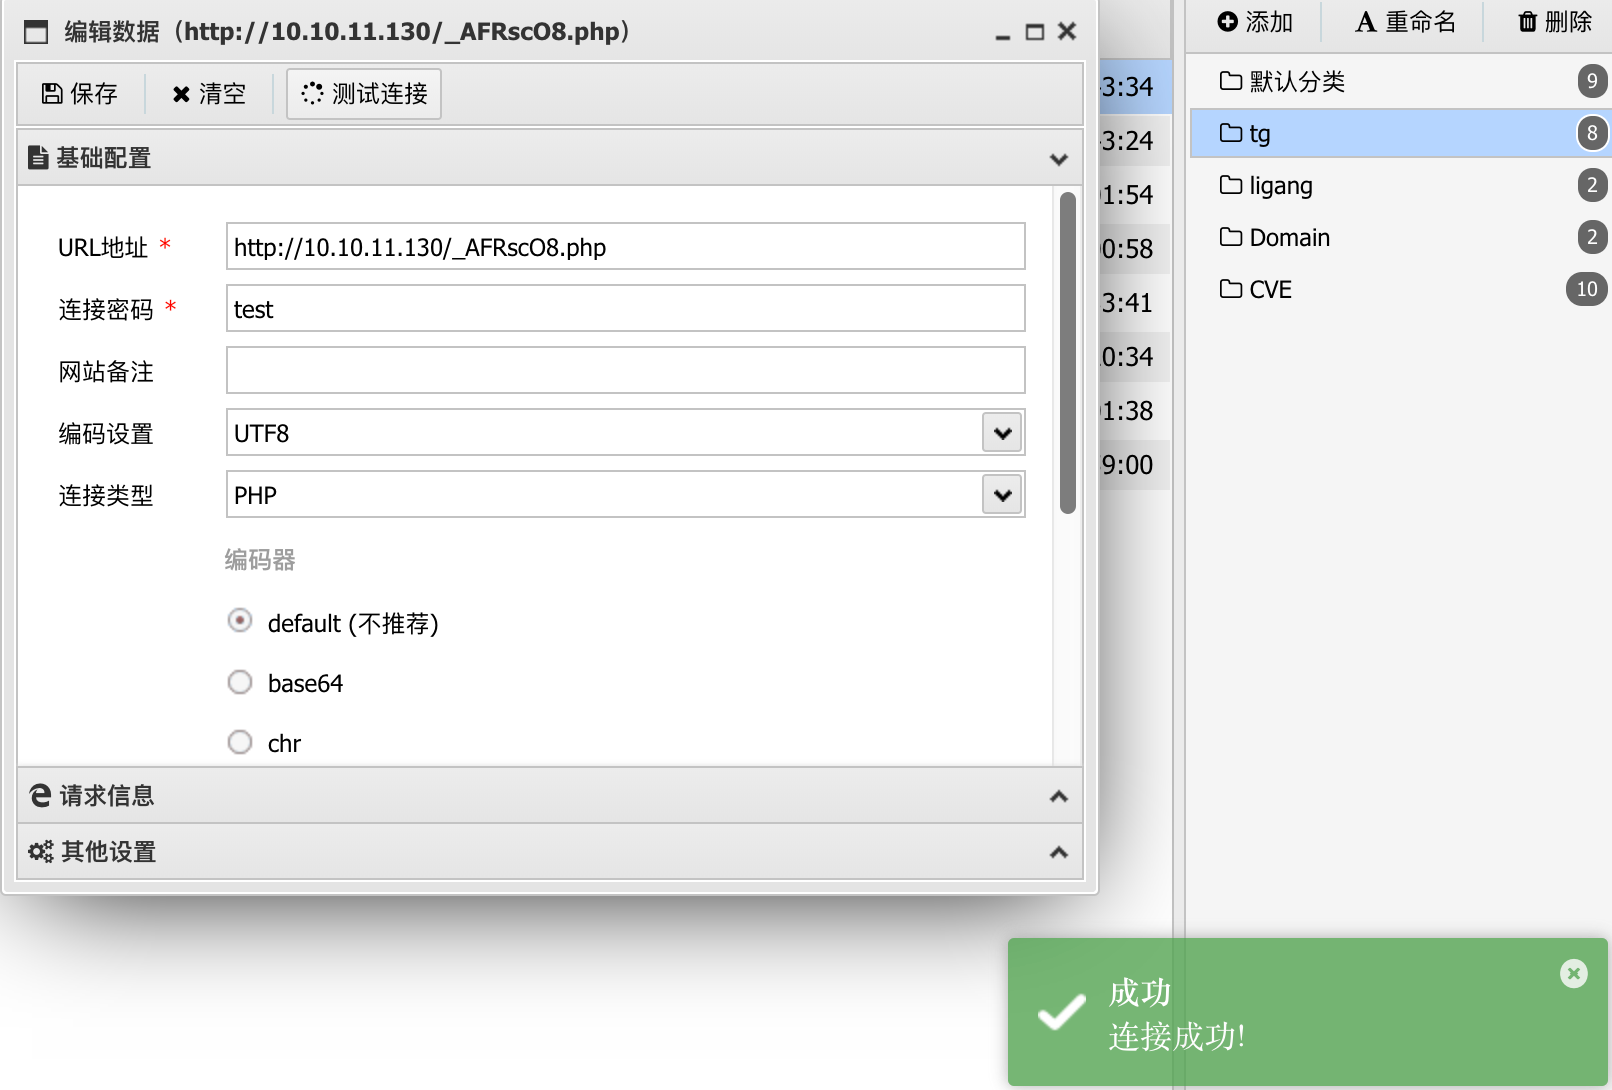 编辑数据（http://10.10.11.130/_AFRscO8.php）
保存
清空
测试连接
基础配置
URL地址 *
http://10.10.11.130/_AFRscO8.php
连接密码 *
test
网站备注
编码设置
UTF8
连接类型
PHP
编码器
default (不推荐)
base64
chr
请求信息
其他设置
3:34
3:24
1:54
0:58
3:41
0:34
1:38
9:00
添加
重命名
删除
默认分类 9
tg 8
ligang 2
Domain 2
CVE 10
成功
连接成功!